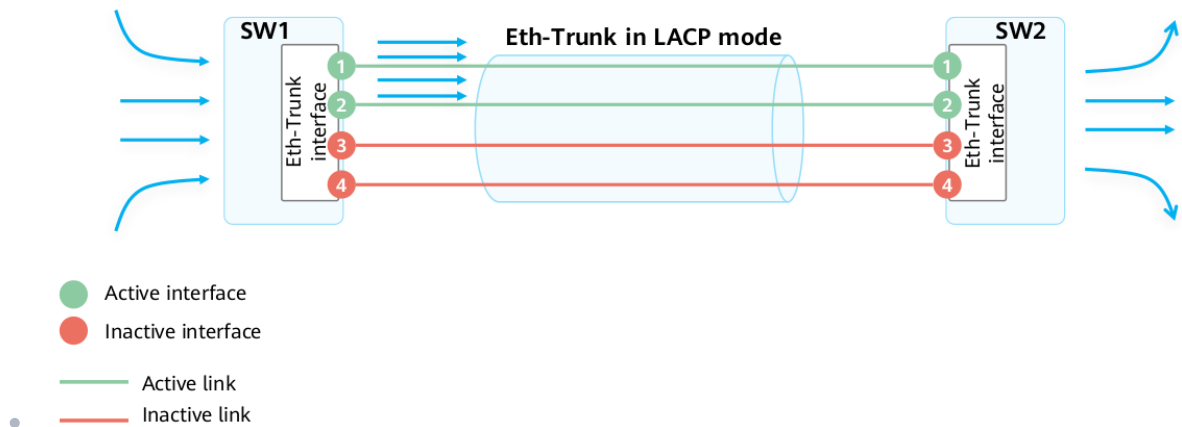 SW1
Eth-Trunk in LACP mode
SW2
Eth-Trunk
interface
1
2
3
4
1
2
3
4
Eth-Trunk
interface
Active interface
Inactive interface
Active link
Inactive link